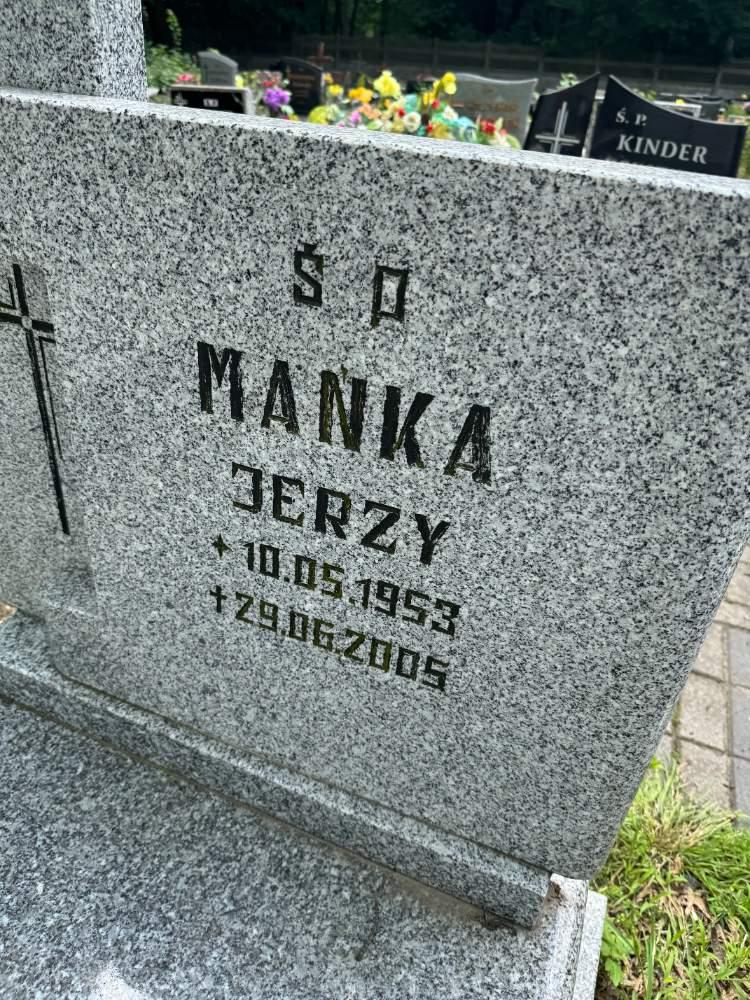 Ś. P.
KINDER
Ś P
MAŃKA
JERZY
10.05.1953
†29.06.2005